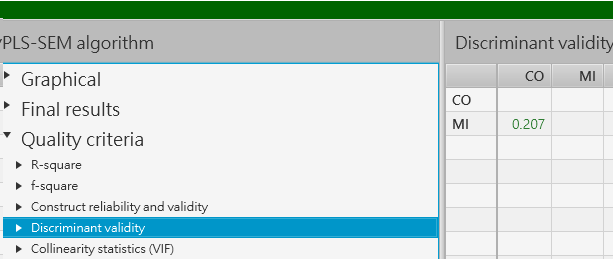 PLS-SEM algorithm
Graphical
Final results
Quality criteria
R-square
f-square
Construct reliability and validity
Discriminant validity
Collinearity statistics (VIF)
Discriminant validity
CO MI
CO
MI 0.207